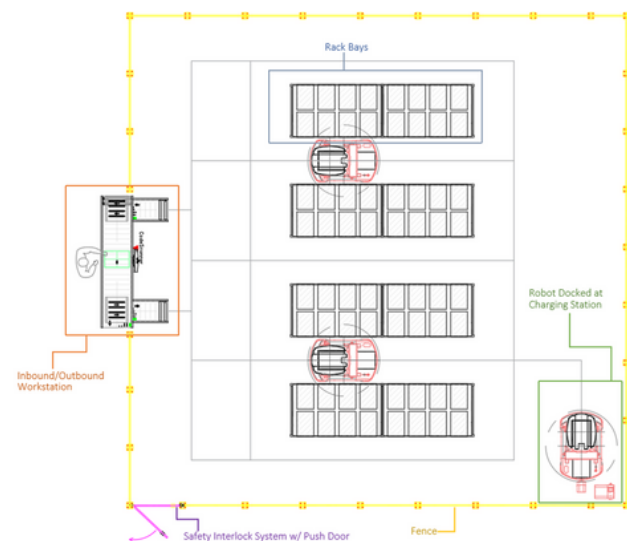 Rack Bays
Robot Docked at
Charging Station
Inbound/Outbound
Workstation
Safety Interlock System w/ Push Door
Fence